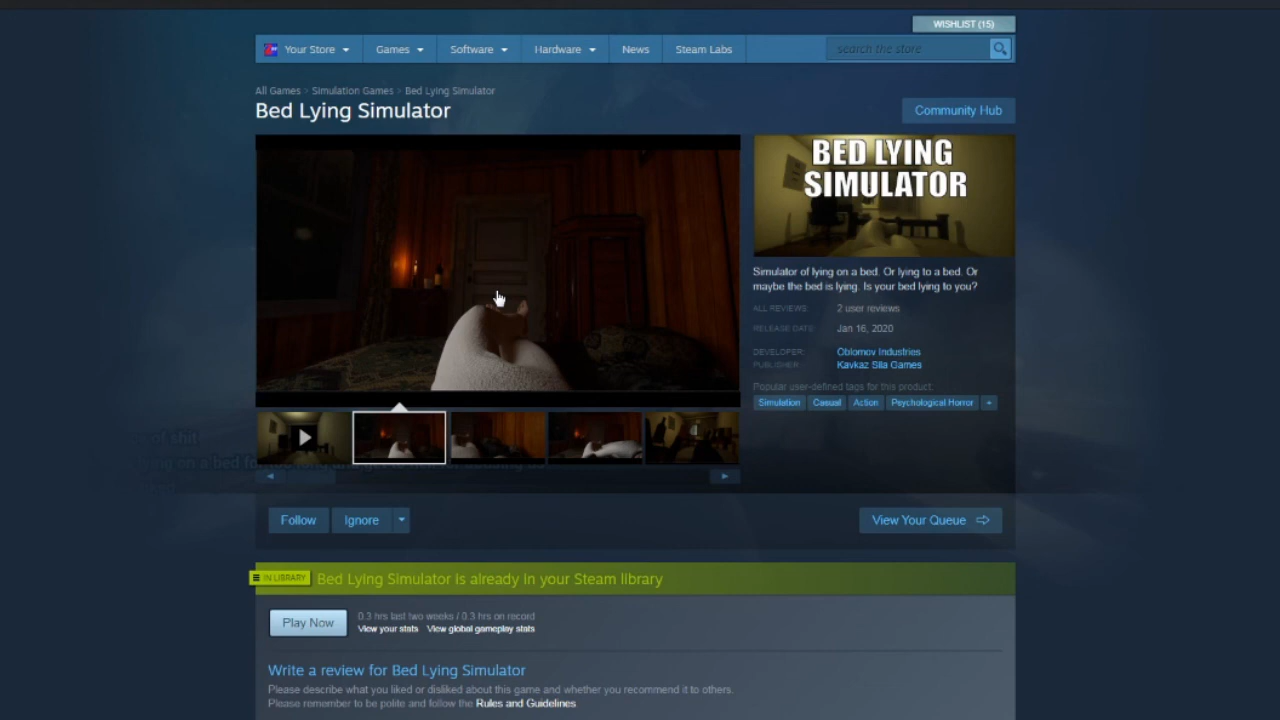 WISHLIST (15)
Your Store Games Software Hardware News Steam Labs search the store
All Games > Simulation Games > Bed Lying Simulator
Bed Lying Simulator
Community Hub
BED LYING
SIMULATOR
Simulator of lying on a bed. Or lying to a bed. Or
maybe the bed is lying. Is your bed lying to you?
ALL REVIEWS: 2 user reviews
RELEASE DATE: Jan 16, 2020
DEVELOPER: Oblomov Industries
PUBLISHER: Kavkaz Sila Games
Popular user-defined tags for this product:
Simulation Casual Action Psychological Horror +
of shit
on a bed
Follow Ignore View Your Queue
IN LIBRARY Bed Lying Simulator is already in your Steam library
Play Now
0.3 hrs last two weeks / 0.3 hrs on record
View your stats View global gameplay stats
Write a review for Bed Lying Simulator
Please describe what you liked or disliked about this game and whether you recommend it to others.
Please remember to be polite and follow the Rules and Guidelines.